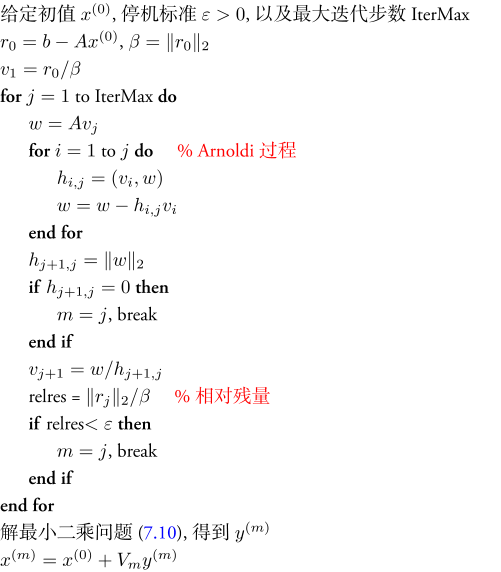 给定初值 $x^{(0)}$, 停机标准 $\varepsilon > 0$, 以及最大迭代步数 IterMax
$r_0 = b - Ax^{(0)}$, $\beta = \|r_0\|_2$
$v_1 = r_0/\beta$
for $j = 1$ to IterMax do
$w = Av_j$
for $i = 1$ to $j$ do % Arnoldi 过程
$h_{i,j} = (v_i, w)$
$w = w - h_{i,j}v_i$
end for
$h_{j+1,j} = \|w\|_2$
if $h_{j+1,j} = 0$ then
$m = j$, break
end if
$v_{j+1} = w/h_{j+1,j}$
relres = $\|r_j\|_2/\beta$ % 相对残量
if relres< $\varepsilon$ then
$m = j$, break
end if
end for
解最小二乘问题 (7.10), 得到 $y^{(m)}$
$x^{(m)} = x^{(0)} + V_m y^{(m)}$